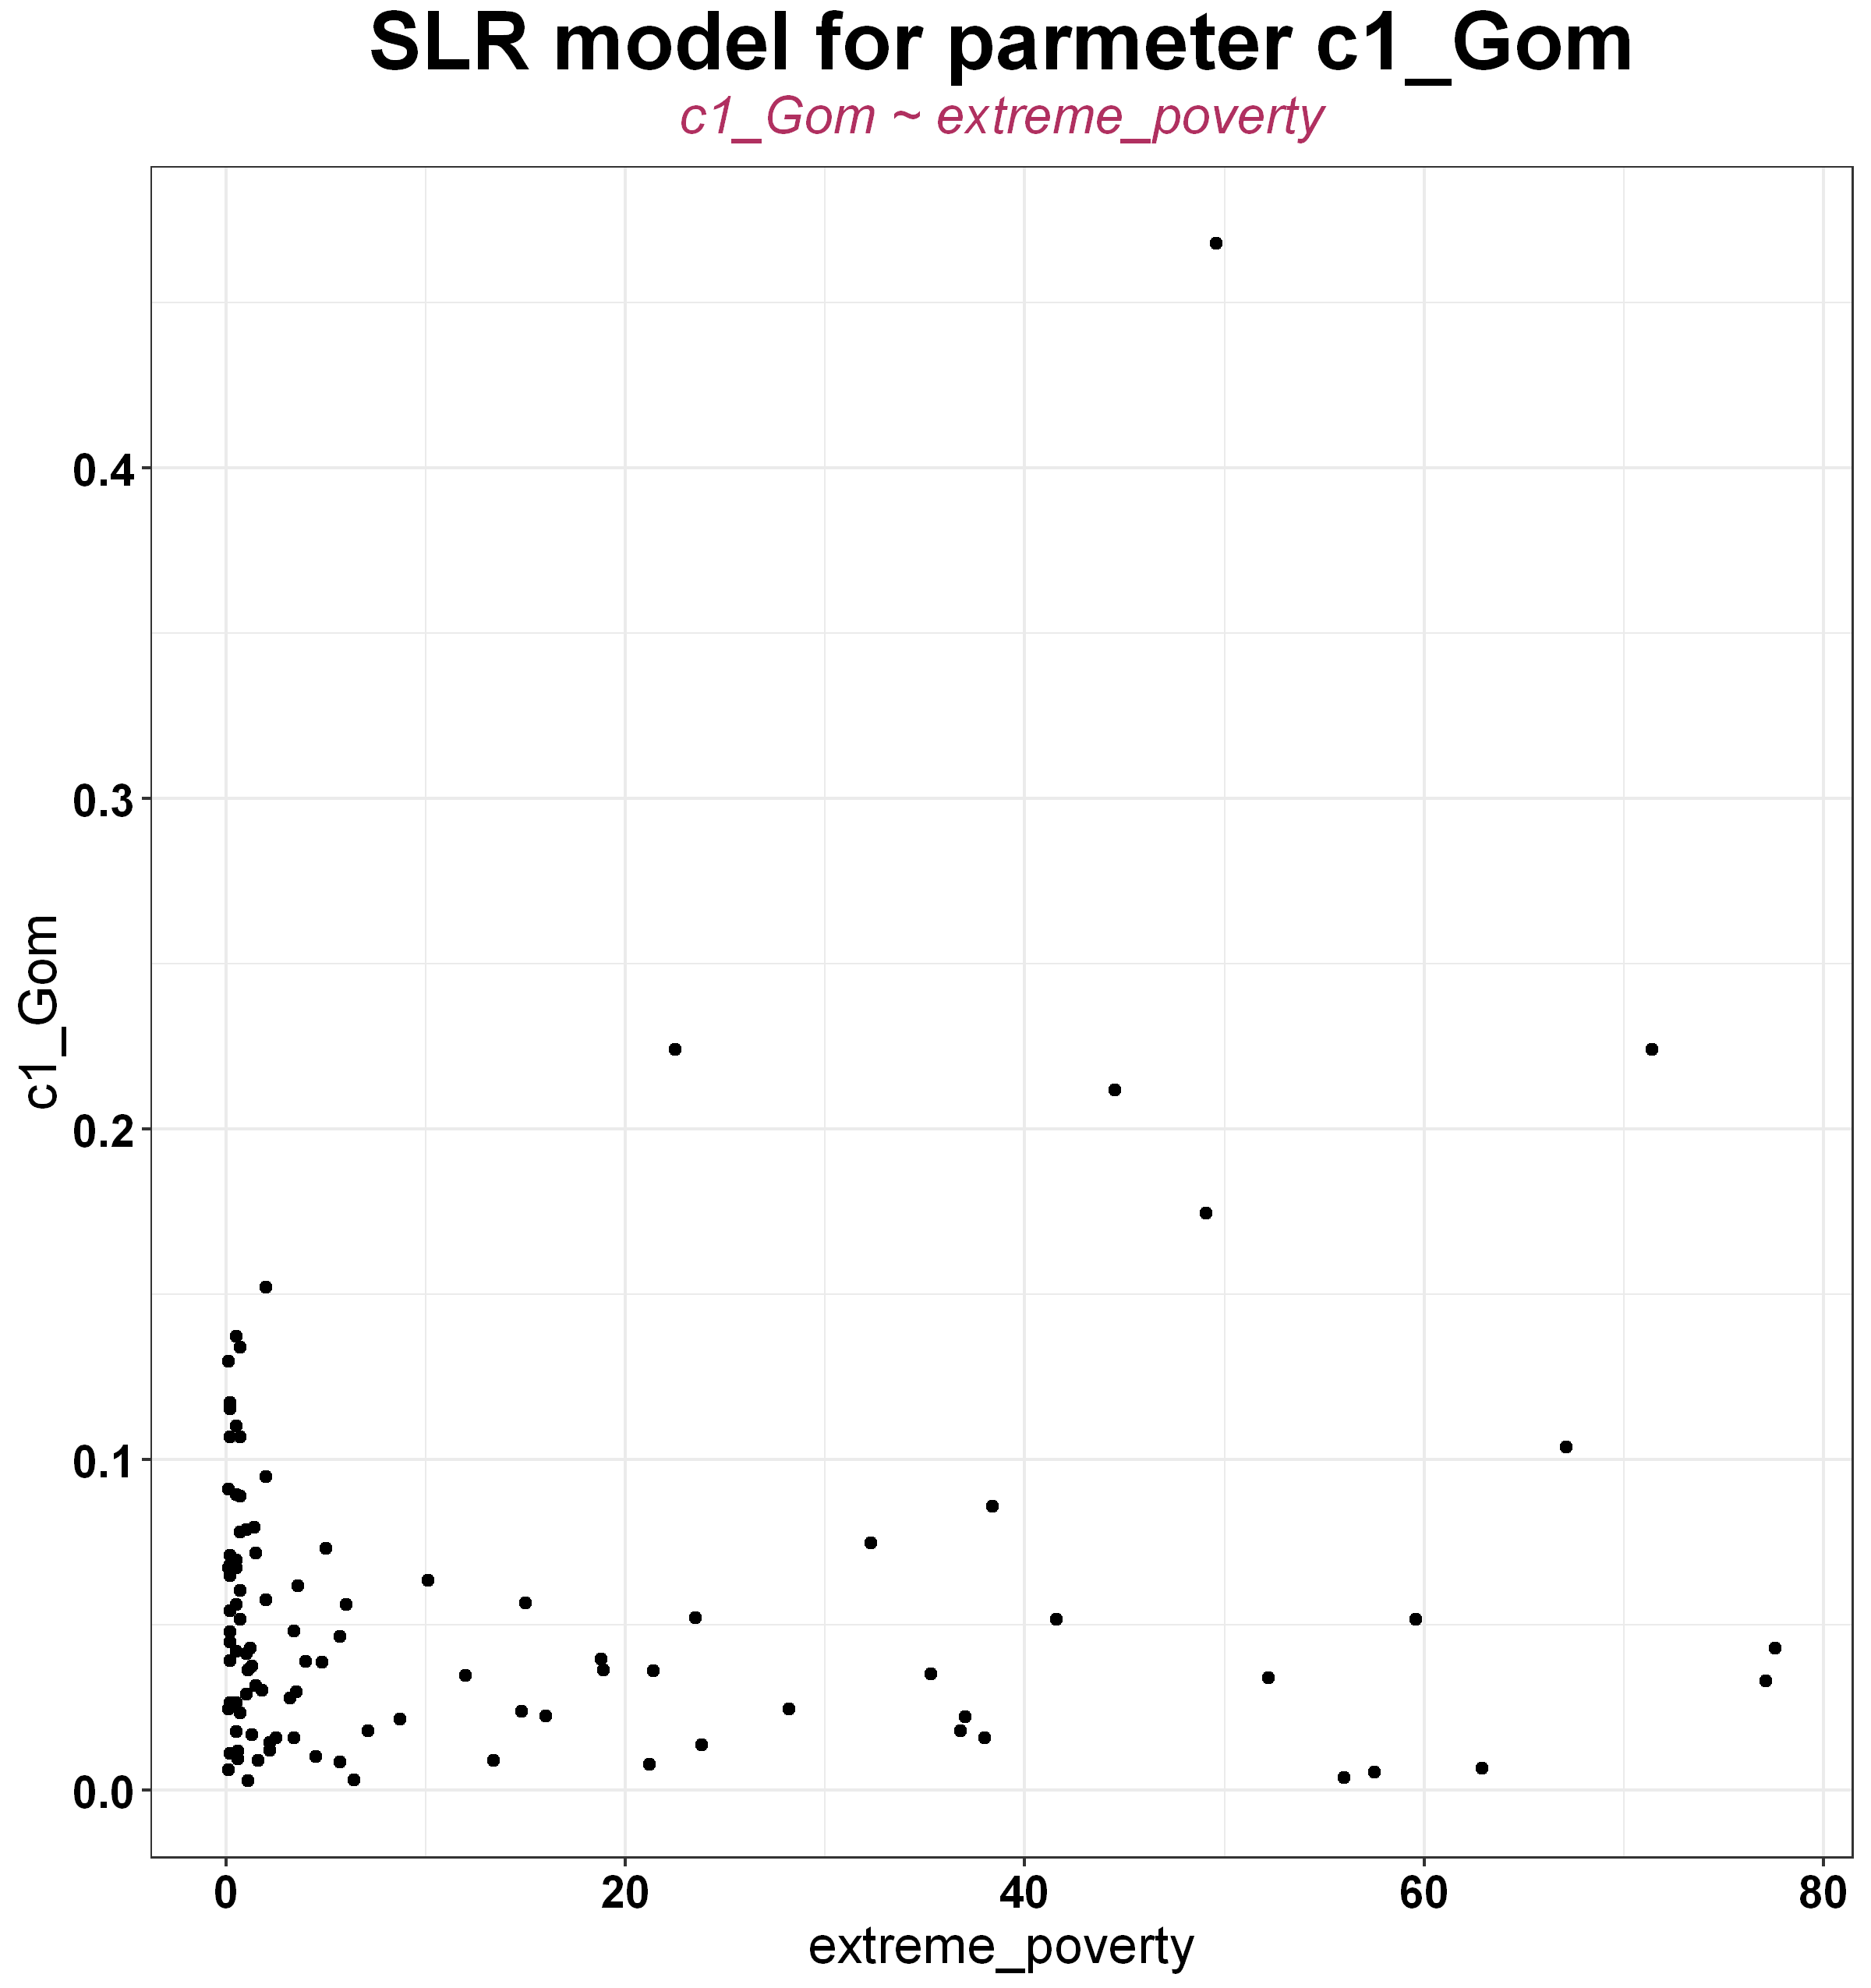 SLR model for parmeter c1_Gom
c1_Gom ~ extreme_poverty
0.4
0.3
0.2
0.1
0.0
c1_Gom
0 20 40 60 80
extreme_poverty